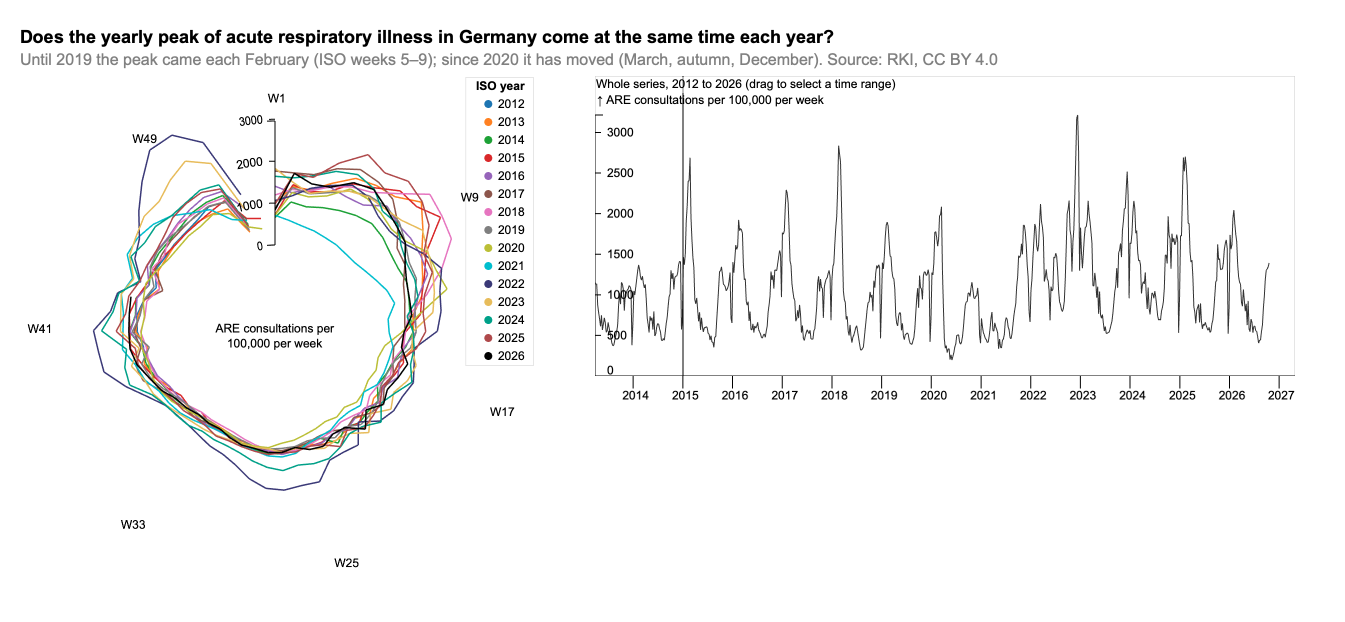 Does the yearly peak of acute respiratory illness in Germany come at the same time each year?
Until 2019 the peak came each February (ISO weeks 5–9); since 2020 it has moved (March, autumn, December). Source: RKI, CC BY 4.0
W1
W49
3000
2000
1000
0
W9
W41
ARE consultations per
100,000 per week
W17
W33
W25
ISO year
2012
2013
2014
2015
2016
2017
2018
2019
2020
2021
2022
2023
2024
2025
2026
Whole series, 2012 to 2026 (drag to select a time range)
↑ ARE consultations per 100,000 per week
3000
2500
2000
1500
1000
500
0
2014 2015 2016 2017 2018 2019 2020 2021 2022 2023 2024 2025 2026 2027